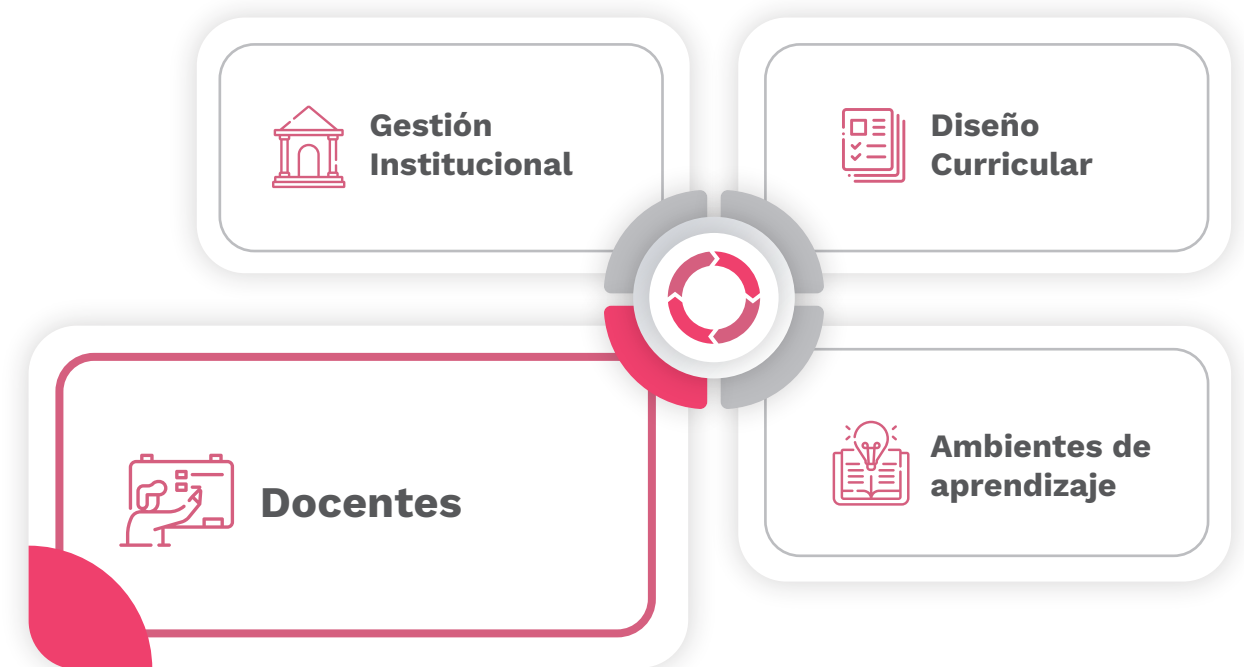 Gestión
Institucional
Diseño
Curricular
Docentes
Ambientes de
aprendizaje